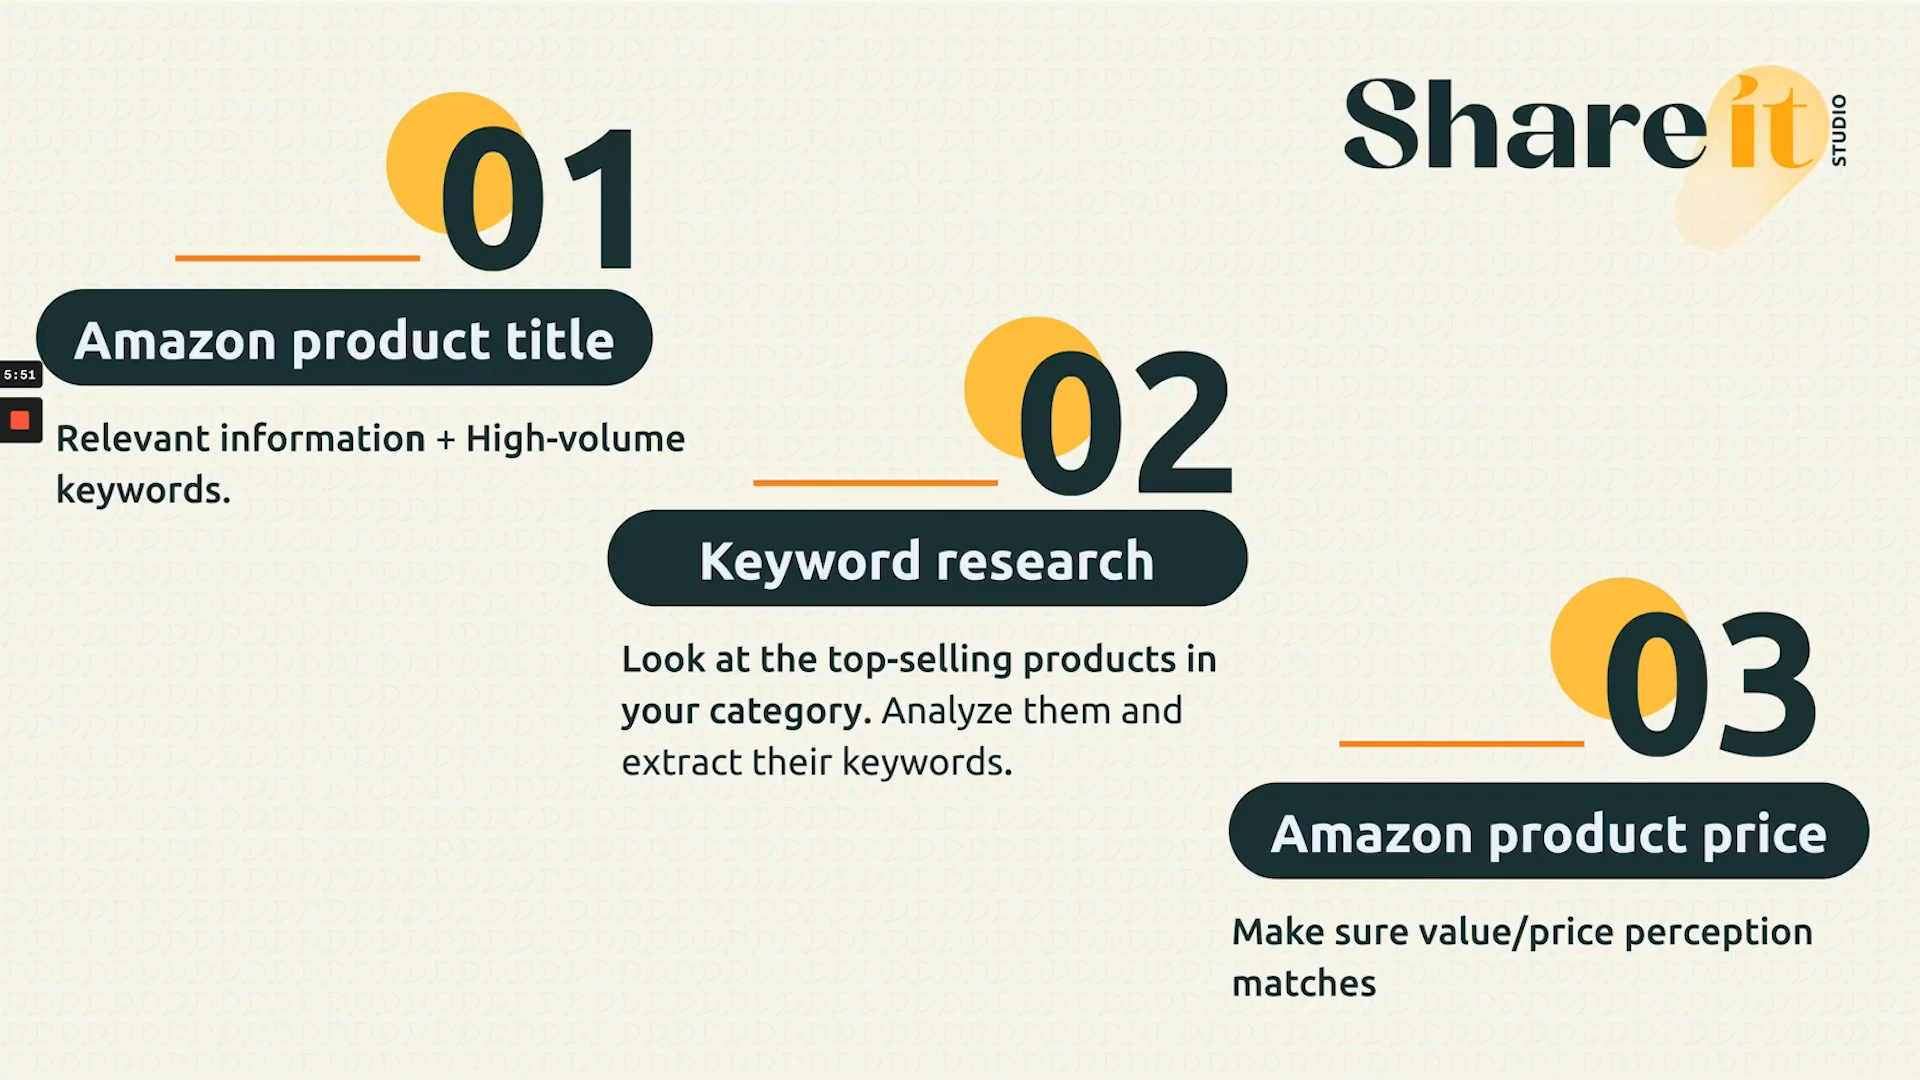 Share it STUDIO
01
Amazon product title
5:51
Relevant information + High-volume
keywords.
02
Keyword research
Look at the top-selling products in
your category. Analyze them and
extract their keywords.
03
Amazon product price
Make sure value/price perception
matches